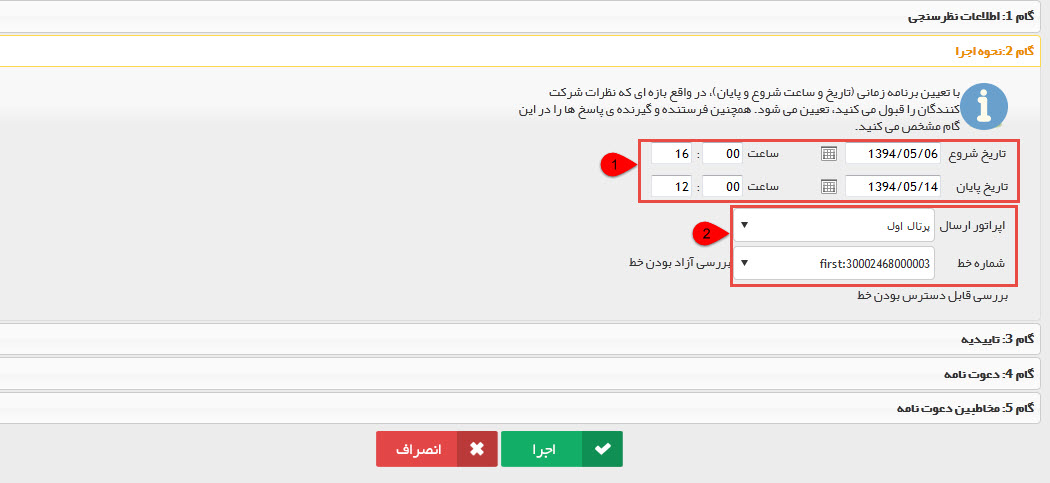 گام 1: اطلاعات نظرسنجی
گام 2:نحوه اجرا
با تعیین برنامه زمانی (تاریخ و ساعت شروع و پایان)، در واقع بازه ای که نظرات شرکت
کنندگان را قبول می کنید، تعیین می شود. همچنین فرستنده و گیرنده ی پاسخ ها را در این
گام مشخص می کنید.
تاریخ شروع 1394/05/06 ساعت 00 : 16
1
تاریخ پایان 1394/05/14 ساعت 00 : 12
اپراتور ارسال پرتال اول
2
شماره خط first:30002468000003 بررسی آزاد بودن خط
بررسی قابل دسترس بودن خط
گام 3: تاییدیه
گام 4: دعوت نامه
گام 5: مخاطبین دعوت نامه
اجرا
انصراف